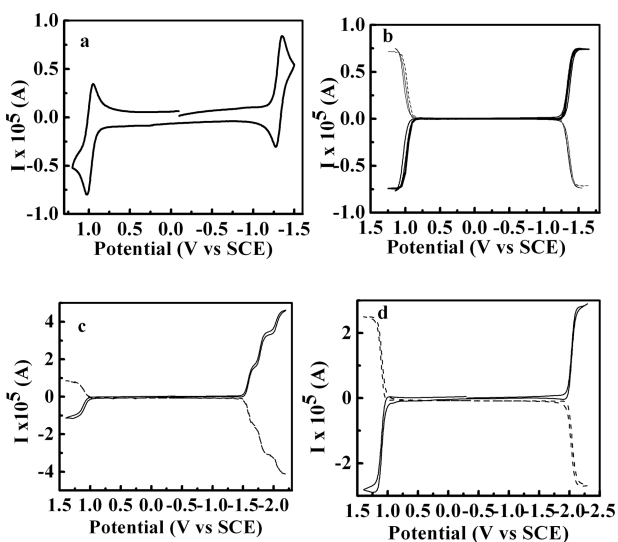 a
1.0
0.5
0.0
-0.5
-1.0
I x 10⁵ (A)
1.0 0.5 0.0 -0.5 -1.0 -1.5
Potential (V vs SCE)
b
1.0
0.5
0.0
-0.5
-1.0
I x 10⁵ (A)
1.5 1.0 0.5 0.0 -0.5 -1.0 -1.5
Potential (V vs SCE)
c
4
2
0
-2
-4
I x 10⁵ (A)
1.5 1.0 0.5 0.0 -0.5 -1.0 -1.5 -2.0
Potential (V vs SCE)
d
2
0
-2
I x 10⁵ (A)
1.5 1.0 0.5 0.0 -0.5 -1.0 -1.5 -2.0 -2.5
Potential (V vs SCE)